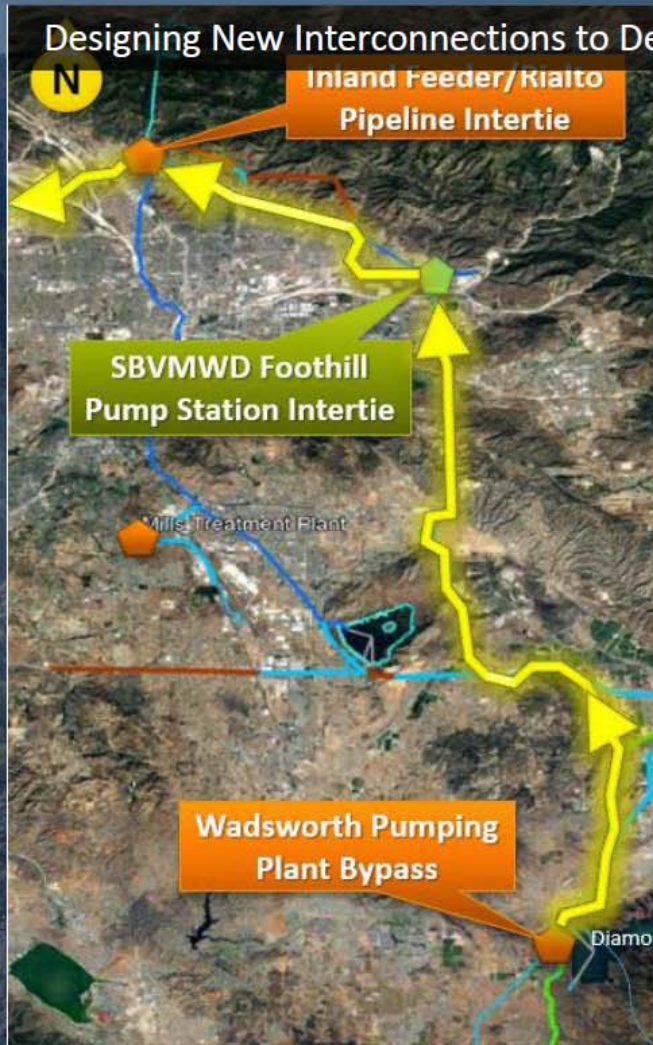 Designing New Interconnections to De
N
Inland Feeder/Rialto
Pipeline Intertie
SBVMWD Foothill
Pump Station Intertie
Mills Treatment Plant
Wadsworth Pumping
Plant Bypass
Diamo